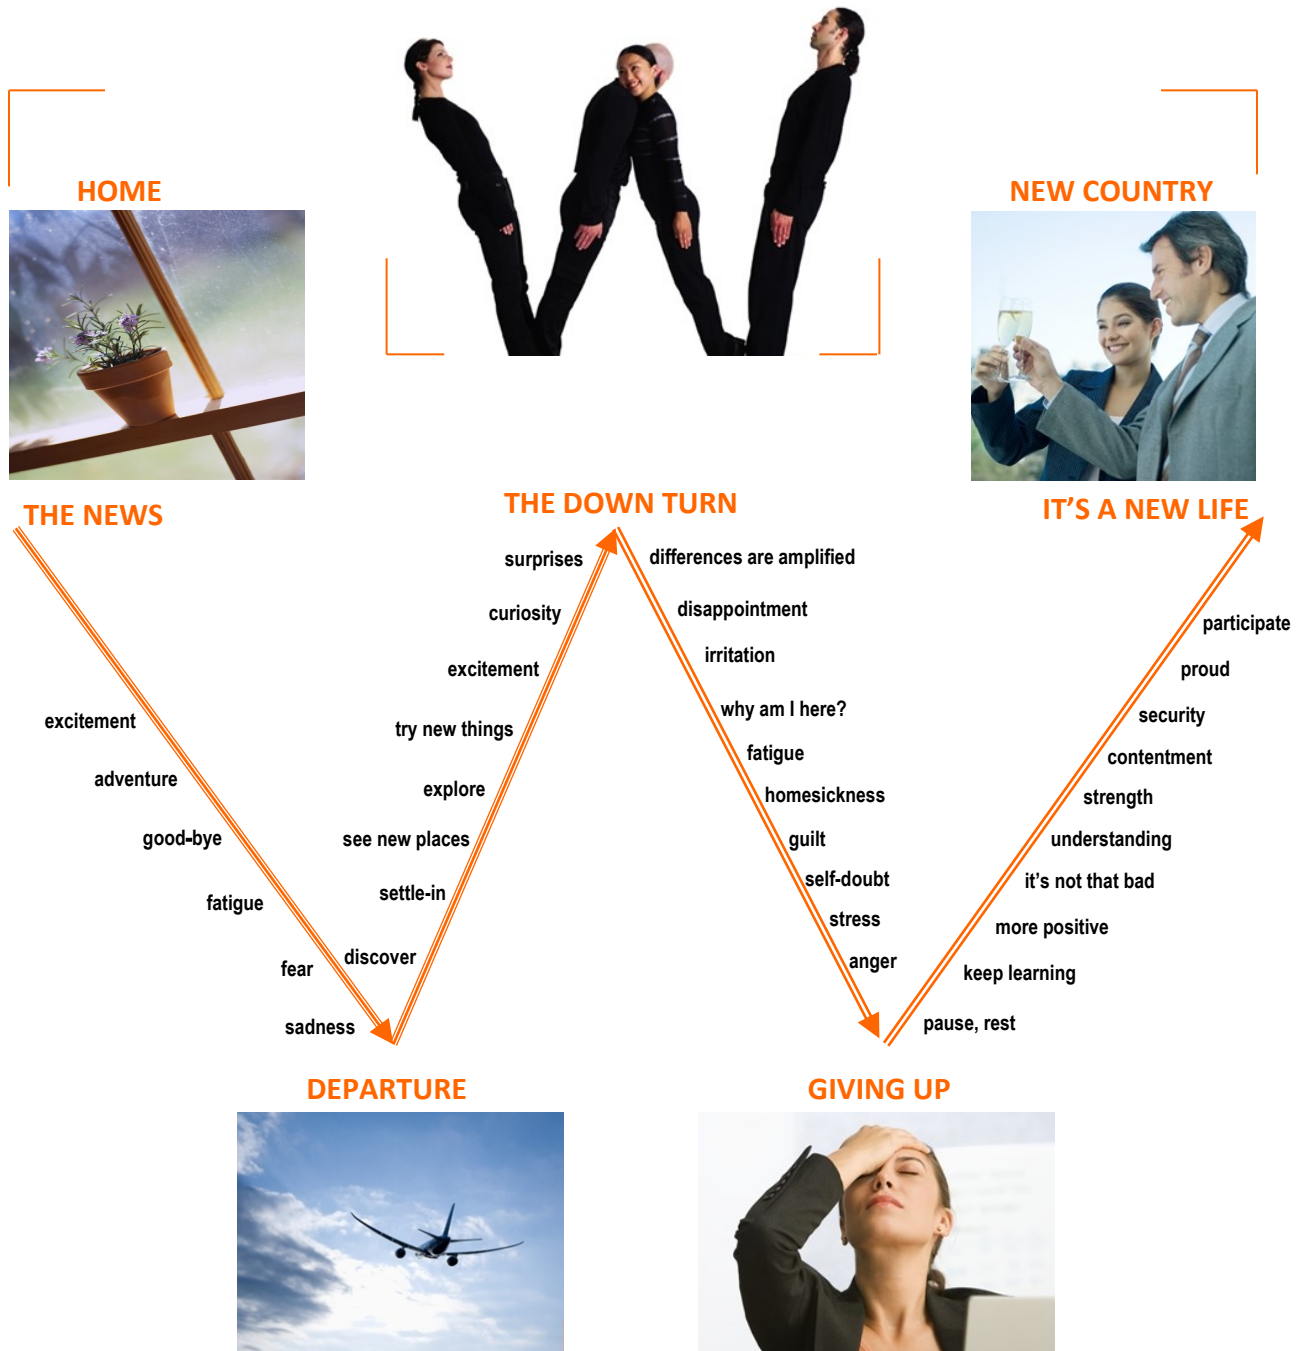 HOME
NEW COUNTRY
THE NEWS
THE DOWN TURN
IT’S A NEW LIFE
excitement
adventure
good-bye
fatigue
fear
sadness
surprises
curiosity
excitement
try new things
explore
see new places
settle-in
discover
differences are amplified
disappointment
irritation
why am I here?
fatigue
homesickness
guilt
self-doubt
stress
anger
participate
proud
security
contentment
strength
understanding
it’s not that bad
more positive
keep learning
pause, rest
DEPARTURE
GIVING UP